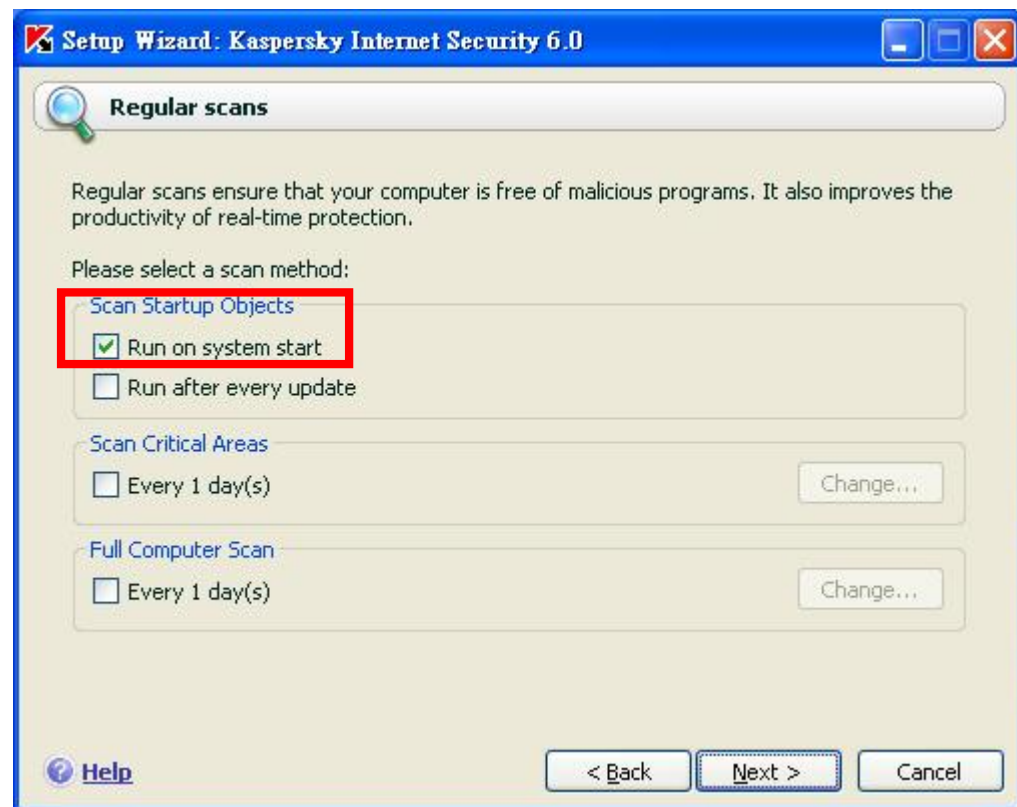 Setup Wizard: Kaspersky Internet Security 6.0
Regular scans
Regular scans ensure that your computer is free of malicious programs. It also improves the
productivity of real-time protection.
Please select a scan method:
Scan Startup Objects
Run on system start
Run after every update
Scan Critical Areas
Every 1 day(s)
Change...
Full Computer Scan
Every 1 day(s)
Change...
Help
< Back
Next >
Cancel